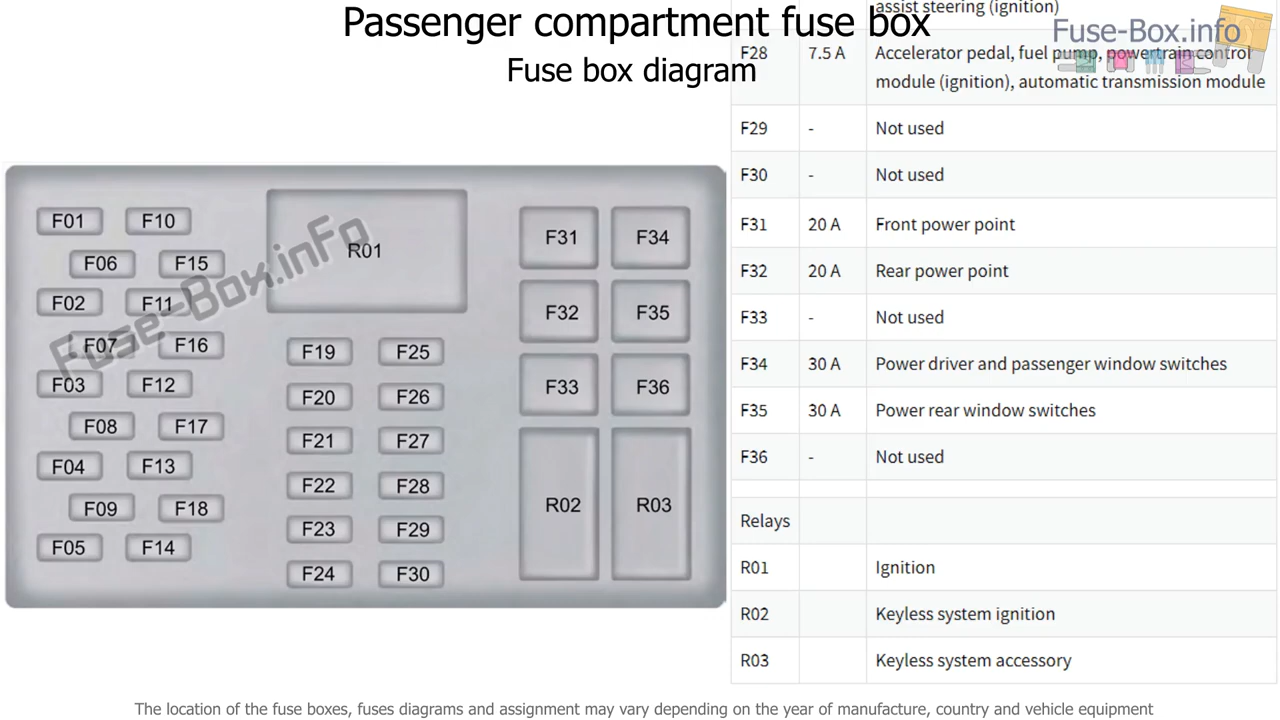 Passenger compartment fuse box
Fuse box diagram
Fuse-Box.info
assist steering (ignition)
F28 7.5 A Accelerator pedal, fuel pump, powertrain control
module (ignition), automatic transmission module
F29 - Not used
F30 - Not used
F31 20 A Front power point
F32 20 A Rear power point
F33 - Not used
F34 30 A Power driver and passenger window switches
F35 30 A Power rear window switches
F36 - Not used
Relays
R01 Ignition
R02 Keyless system ignition
R03 Keyless system accessory
F01 F10
F06 F15
F02 F11
F07 F16
F03 F12
F08 F17
F04 F13
F09 F18
F05 F14
R01
Fuse-Box.inFo
F19 F25
F20 F26
F21 F27
F22 F28
F23 F29
F24 F30
F31 F34
F32 F35
F33 F36
R02 R03
The location of the fuse boxes, fuses diagrams and assignment may vary depending on the year of manufacture, country and vehicle equipment